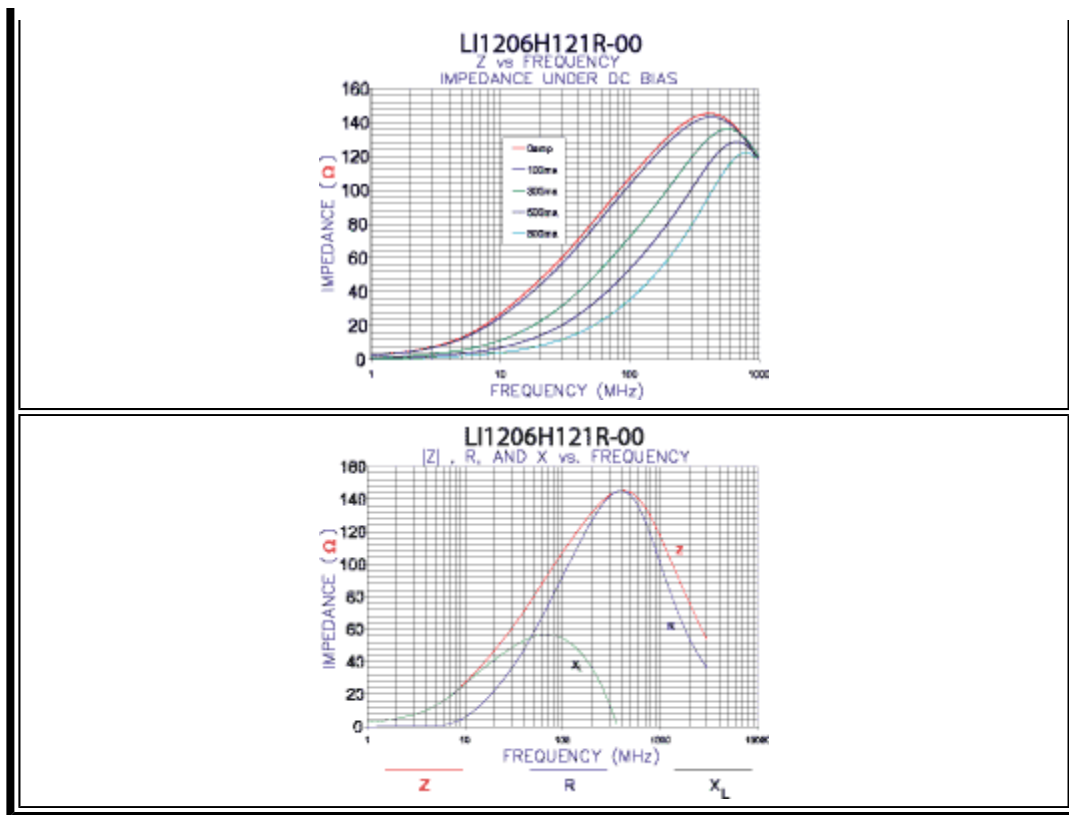 LI1206H121R-00
Z vs FREQUENCY
IMPEDANCE UNDER DC BIAS
160
140
120
100
80
60
40
20
0
IMPEDANCE (Ω)
0amp
100ma
300ma
500ma
800ma
1
10
100
1000
FREQUENCY (MHz)
LI1206H121R-00
|Z| , R, AND X vs. FREQUENCY
160
140
120
100
80
60
40
20
0
IMPEDANCE (Ω)
Z
R
X
1
10
100
1000
10000
FREQUENCY (MHz)
Z
R
XL